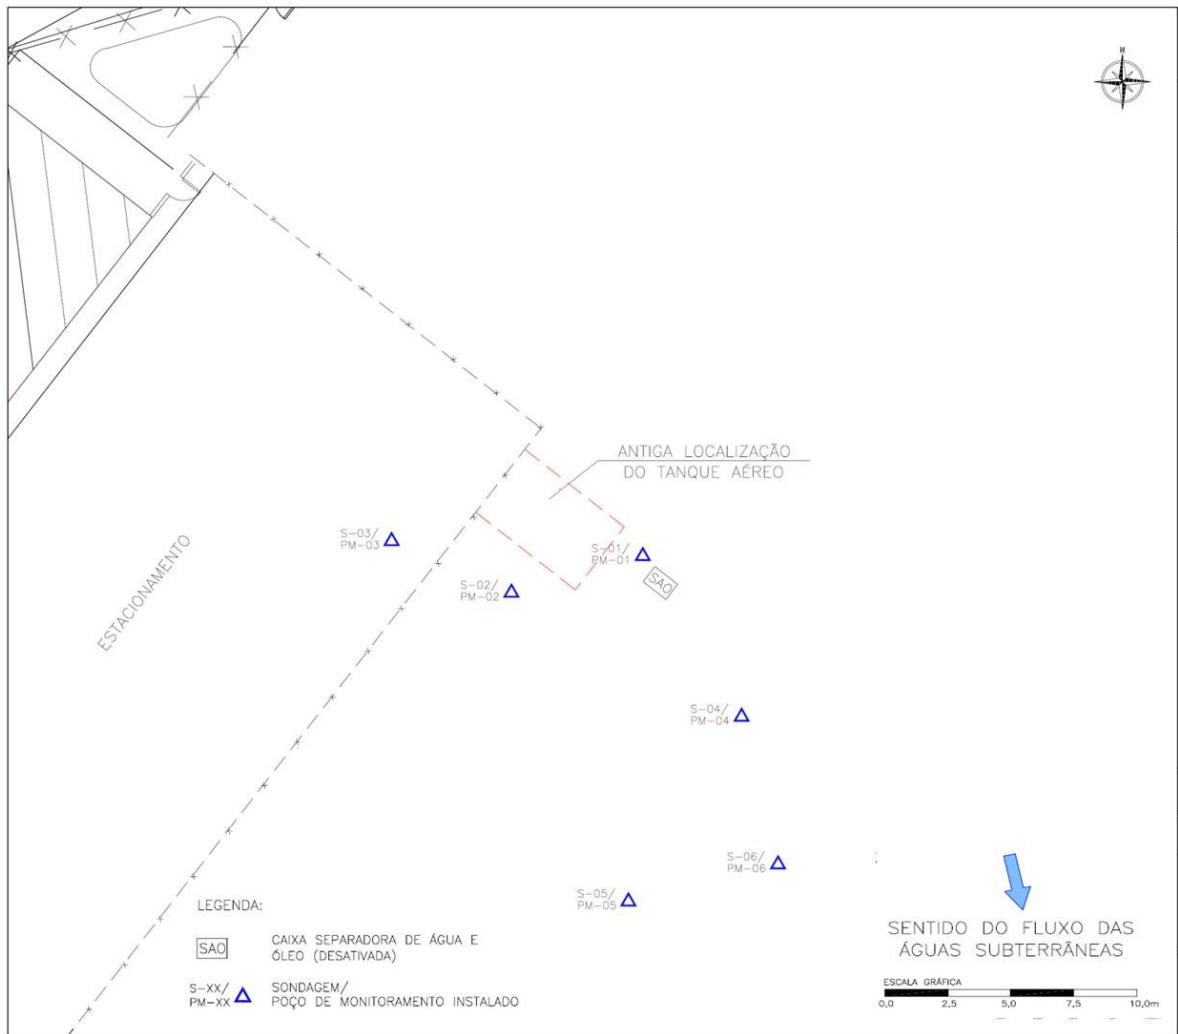 N
ANTIGA LOCALIZAÇÃO
DO TANQUE AÉREO
S-03/
PM-03
S-01/
PM-01
SAO
S-02/
PM-02
ESTACIONAMENTO
S-04/
PM-04
S-06/
PM-06
S-05/
PM-05
LEGENDA:
SAO
CAIXA SEPARADORA DE ÁGUA E
ÓLEO (DESATIVADA)
S-XX/
PM-XX
SONDAGEM/
POÇO DE MONITORAMENTO INSTALADO
SENTIDO DO FLUXO DAS
ÁGUAS SUBTERRÂNEAS
ESCALA GRÁFICA
0,0 2,5 5,0 7,5 10,0m